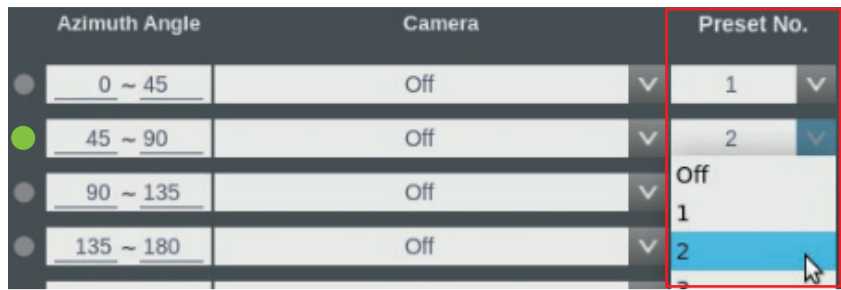 Azimuth Angle Camera Preset No.
0 ~ 45 Off 1
45 ~ 90 Off 2
Off
90 ~ 135 Off
1
135 ~ 180 Off
2